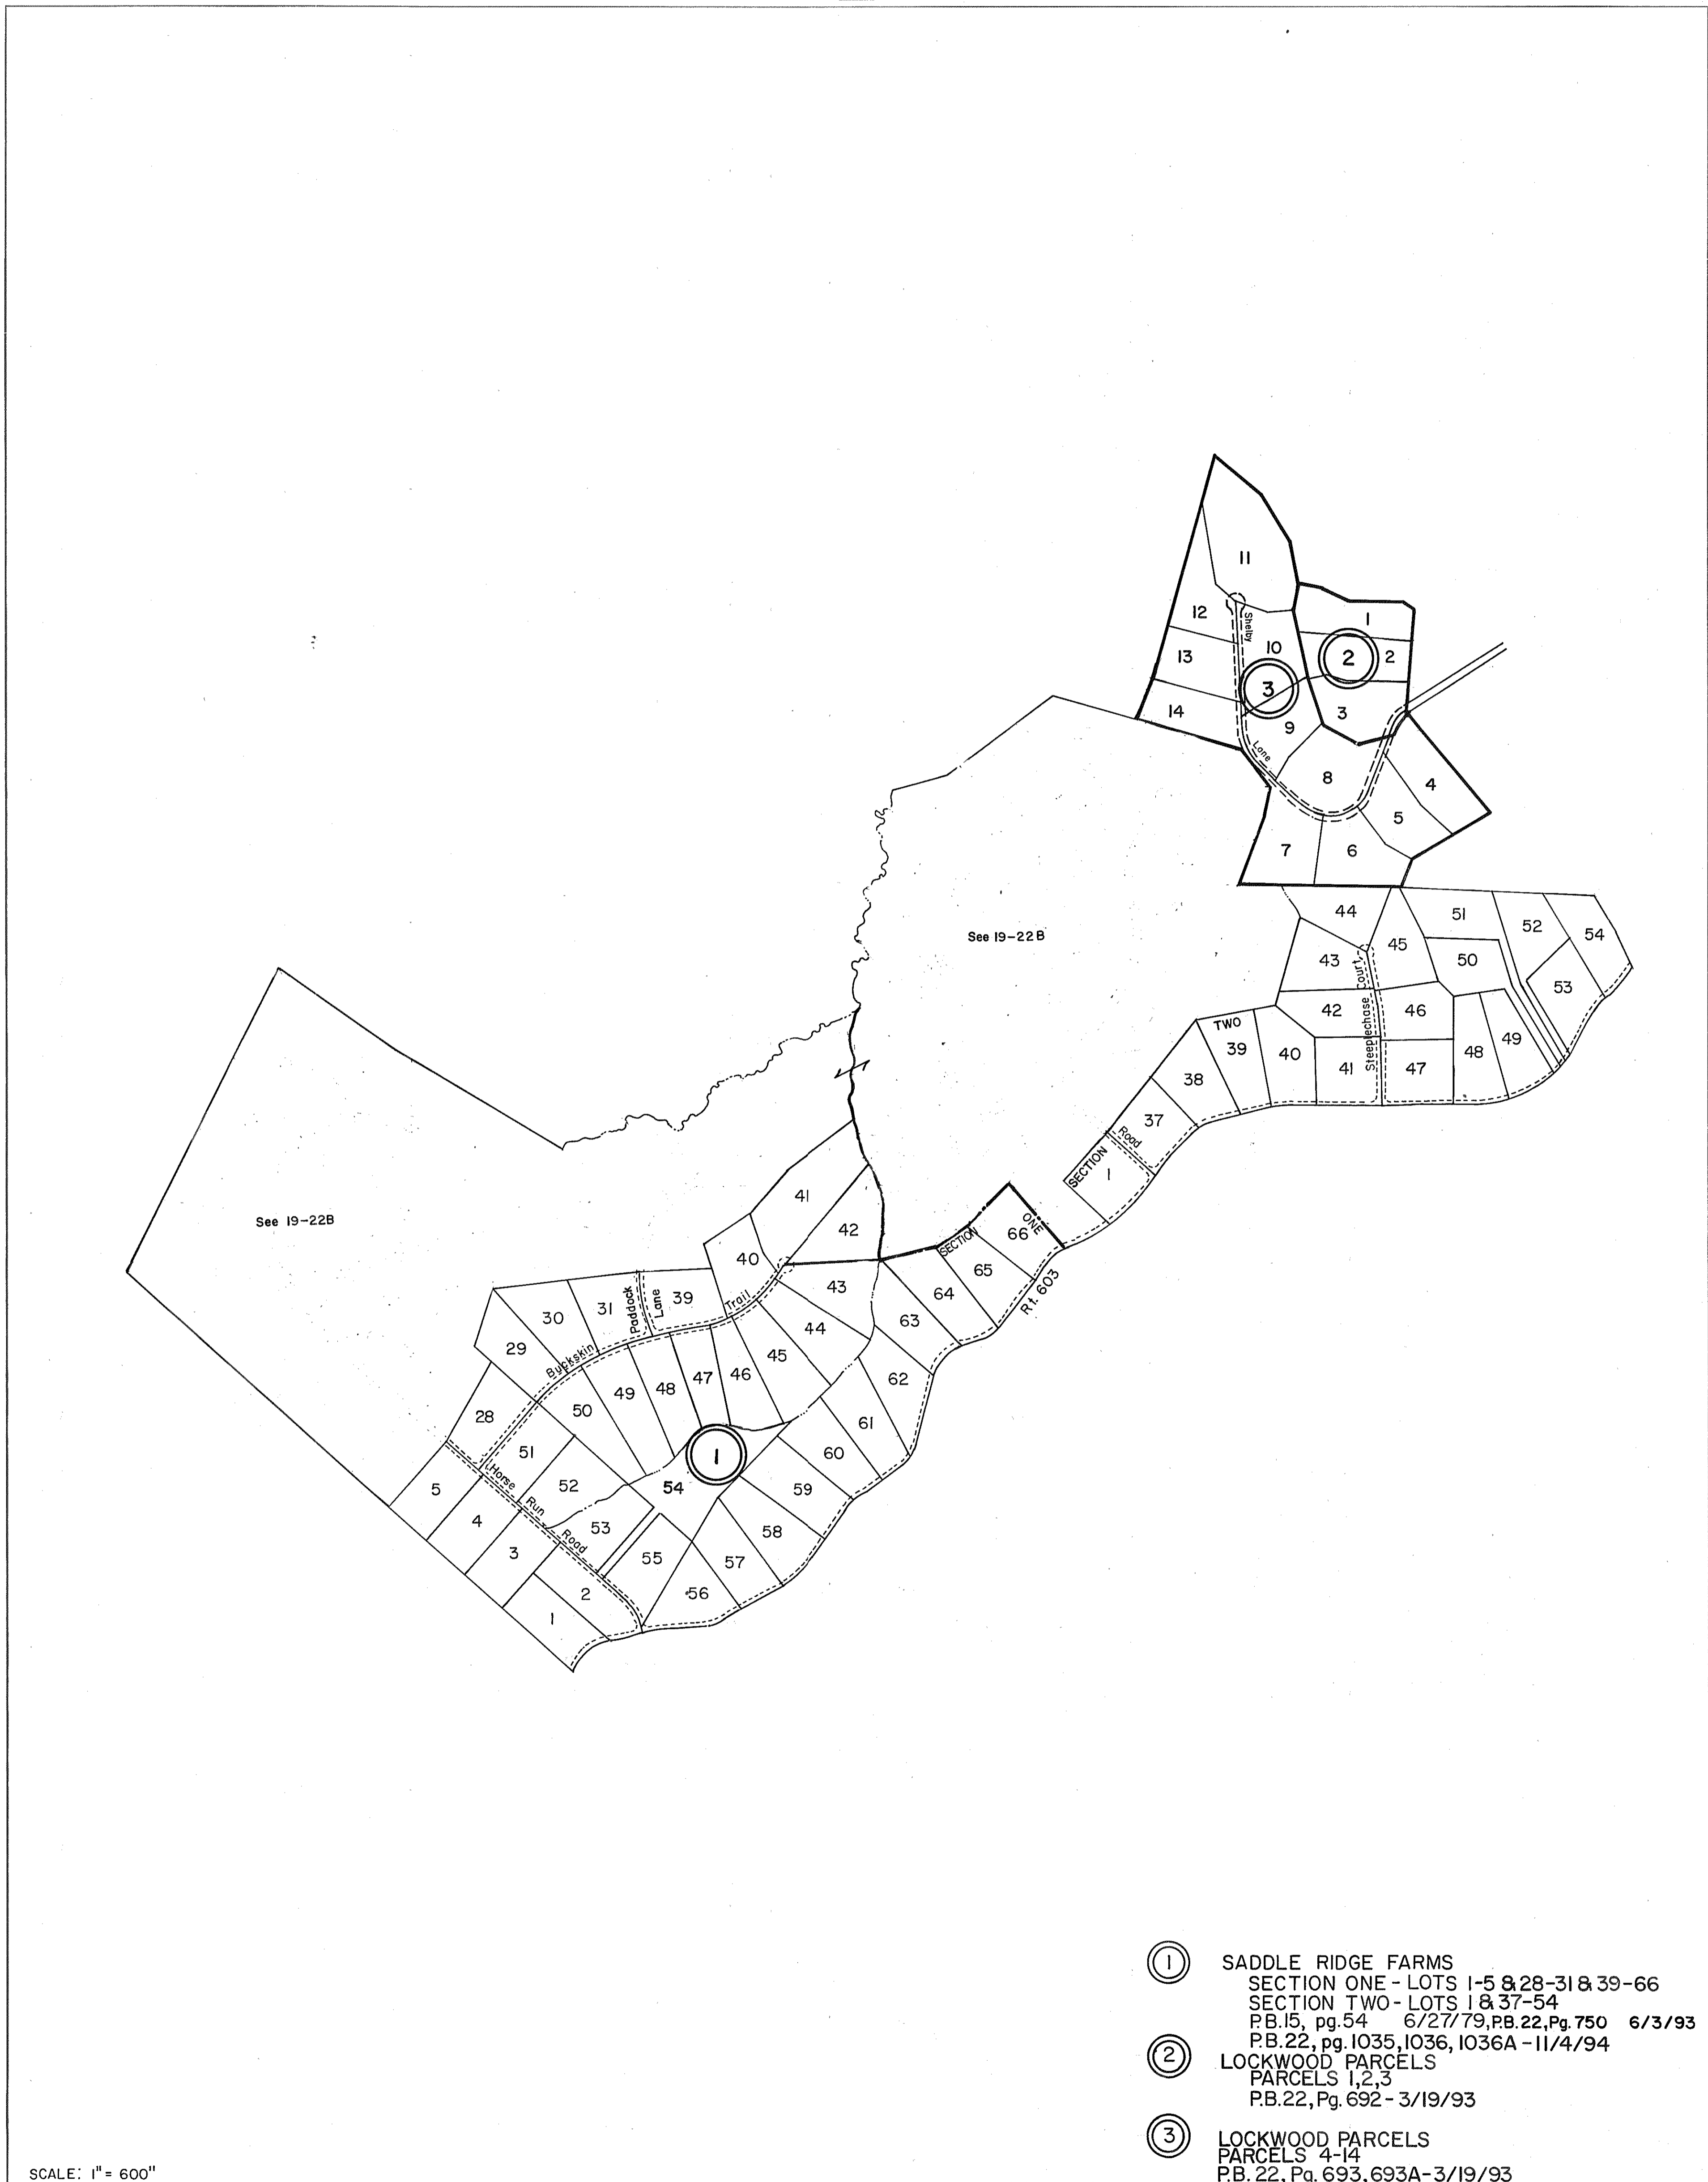 11
1
12
Shelby
10
2
2
13
3
3
14
9
Lane
8
4
5
7
6
See 19-22B
44
51
52
54
45
43
50
53
Steeplechase Court
42
46
TWO
39
40
41
47
48
49
38
37
Road
SECTION
1
See 19-22B
41
42
66
ONE
SECTION
65
40
43
64
Rt. 603
31
Paddock
Lane
39
Trail
30
63
44
29
Buckskin
45
62
49
48
47
46
50
28
61
51
1
60
5
Horse
52
54
59
4
Run
53
58
Road
3
55
57
2
56
1
1 SADDLE RIDGE FARMS
SECTION ONE - LOTS 1-5 & 28-31 & 39-66
SECTION TWO - LOTS 1 & 37-54
P.B.15, pg.54 6/27/79, P.B.22, Pg.750 6/3/93
P.B.22, pg.1035, 1036, 1036A - 11/4/94
2 LOCKWOOD PARCELS
PARCELS 1,2,3
P.B.22, Pg. 692 - 3/19/93
3 LOCKWOOD PARCELS
PARCELS 4-14
P.B. 22, Pg. 693, 693A - 3/19/93
SCALE: 1" = 600"